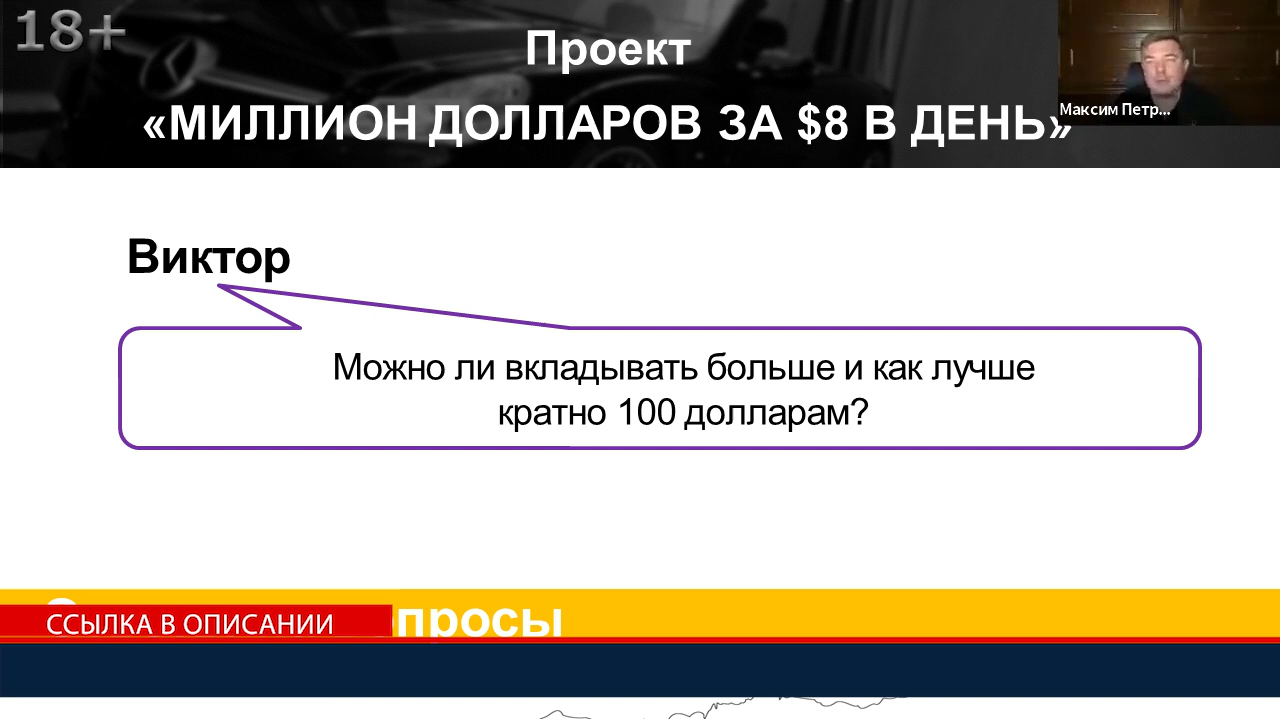 18+
Проект
«МИЛЛИОН ДОЛЛАРОВ ЗА $8 В ДЕНЬ»
Максим Петр...
Виктор
Можно ли вкладывать больше и как лучше
кратно 100 долларам?
ССЫЛКА В ОПИСАНИИ